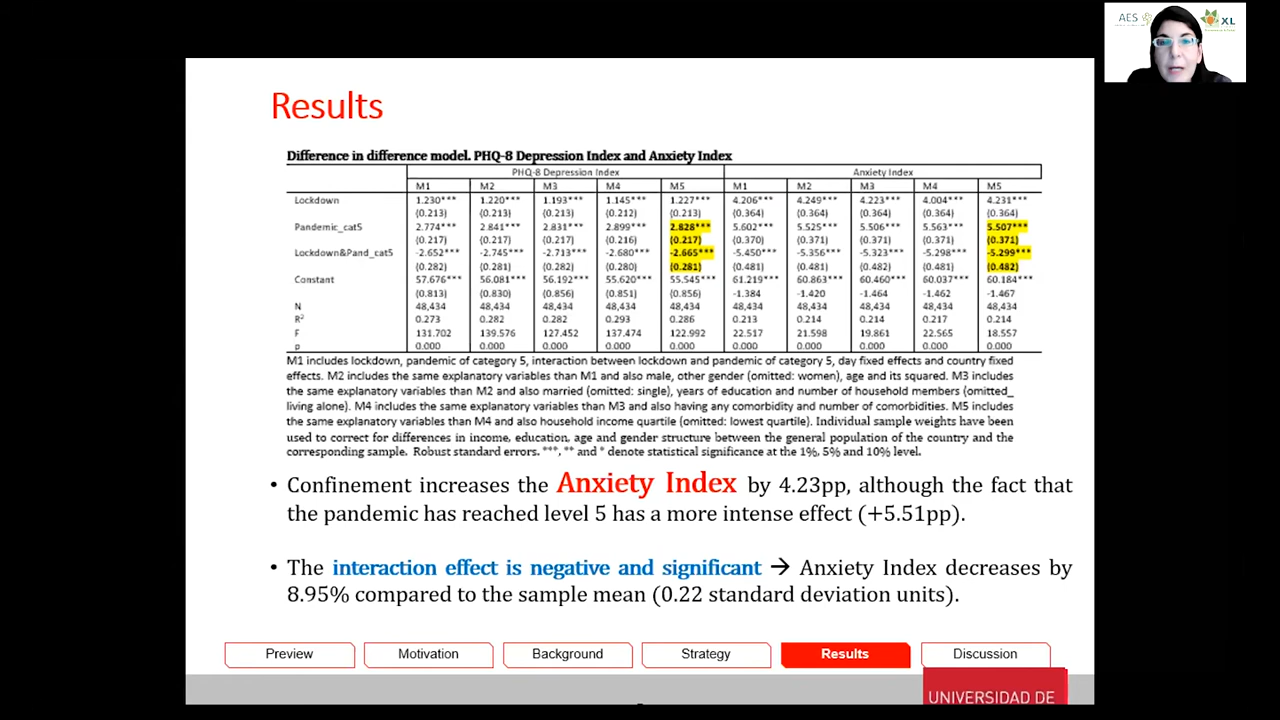 AES
XL
Results
Difference in difference model. PHQ-8 Depression Index and Anxiety Index
PHQ-8 Depression Index Anxiety Index
M1 M2 M3 M4 M5 M1 M2 M3 M4 M5
Lockdown 1.230*** 1.220*** 1.193*** 1.145*** 1.227*** 4.206*** 4.249*** 4.223*** 4.004*** 4.231***
(0.213) (0.213) (0.213) (0.212) (0.213) (0.364) (0.364) (0.364) (0.364) (0.364)
Pandemic_cat5 2.774*** 2.841*** 2.831*** 2.899*** 2.828*** 5.602*** 5.525*** 5.506*** 5.563*** 5.507***
(0.217) (0.217) (0.217) (0.216) (0.217) (0.370) (0.371) (0.371) (0.371) (0.371)
Lockdown&Pand_cat5 -2.652*** -2.745*** -2.713*** -2.680*** -2.665*** -5.450*** -5.356*** -5.323*** -5.298*** -5.299***
(0.282) (0.281) (0.282) (0.280) (0.281) (0.481) (0.481) (0.482) (0.481) (0.482)
Constant 57.676*** 56.081*** 56.192 55.620*** 55.545*** 61.219*** 60.863*** 60.460*** 60.037*** 60.184***
(0.813) (0.830) (0.856) (0.851) (0.856) -1.384 -1.420 -1.464 -1.462 -1.467
N 48,434 48,434 48,434 48,434 48,434 48,434 48,434 48,434 48,434 48,434
R² 0.273 0.282 0.282 0.293 0.286 0.213 0.214 0.214 0.217 0.214
F 131.702 139.576 127.452 137.474 122.992 22.517 21.598 19.861 22.565 18.557
p 0.000 0.000 0.000 0.000 0.000 0.000 0.000 0.000 0.000 0.000
M1 includes lockdown, pandemic of category 5, interaction between lockdown and pandemic of category 5, day fixed effects and country fixed
effects. M2 includes the same explanatory variables than M1 and also male, other gender (omitted: women), age and its squared. M3 includes
the same explanatory variables than M2 and also married (omitted: single), years of education and number of household members (omitted_
living alone). M4 includes the same explanatory variables than M3 and also having any comorbidity and number of comorbidities. M5 includes
the same explanatory variables than M4 and also household income quartile (omitted: lowest quartile). Individual sample weights have been
used to correct for differences in income, education, age and gender structure between the general population of the country and the
corresponding sample. Robust standard errors. ***, ** and * denote statistical significance at the 1%, 5% and 10% level.
• Confinement increases the Anxiety Index by 4.23pp, although the fact that
the pandemic has reached level 5 has a more intense effect (+5.51pp).
• The interaction effect is negative and significant → Anxiety Index decreases by
8.95% compared to the sample mean (0.22 standard deviation units).
Preview Motivation Background Strategy Results Discussion
UNIVERSIDAD DE